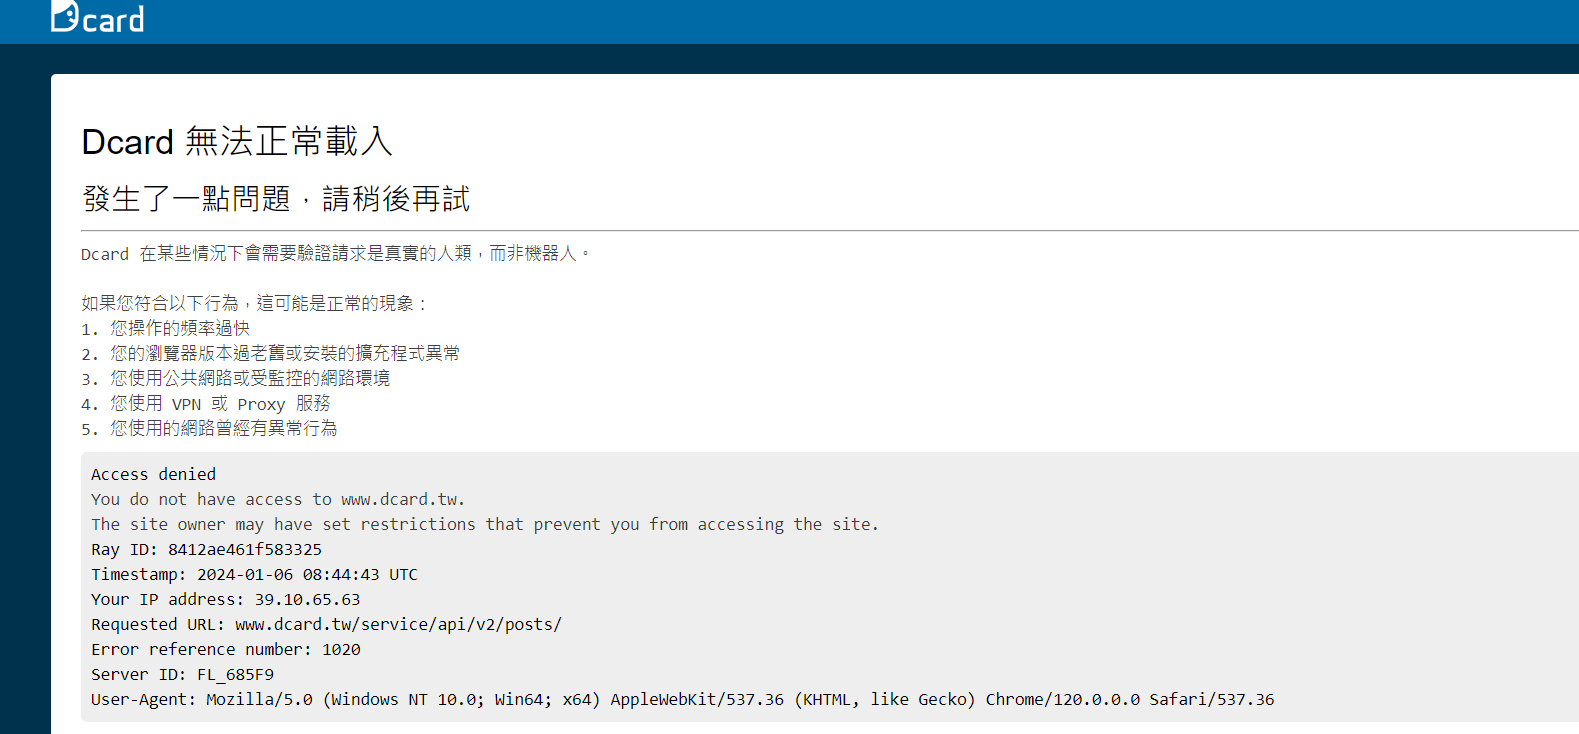 Dcard
Dcard 無法正常載入
發生了一點問題，請稍後再試
Dcard 在某些情況下會需要驗證請求是真實的人類，而非機器人。
如果您符合以下行為，這可能是正常的現象：
1. 您操作的頻率過快
2. 您的瀏覽器版本過老舊或安裝的擴充程式異常
3. 您使用公共網路或受監控的網路環境
4. 您使用 VPN 或 Proxy 服務
5. 您使用的網路曾經有異常行為
Access denied
You do not have access to www.dcard.tw.
The site owner may have set restrictions that prevent you from accessing the site.
Ray ID: 8412ae461f583325
Timestamp: 2024-01-06 08:44:43 UTC
Your IP address: 39.10.65.63
Requested URL: www.dcard.tw/service/api/v2/posts/
Error reference number: 1020
Server ID: FL_685F9
User-Agent: Mozilla/5.0 (Windows NT 10.0; Win64; x64) AppleWebKit/537.36 (KHTML, like Gecko) Chrome/120.0.0.0 Safari/537.36